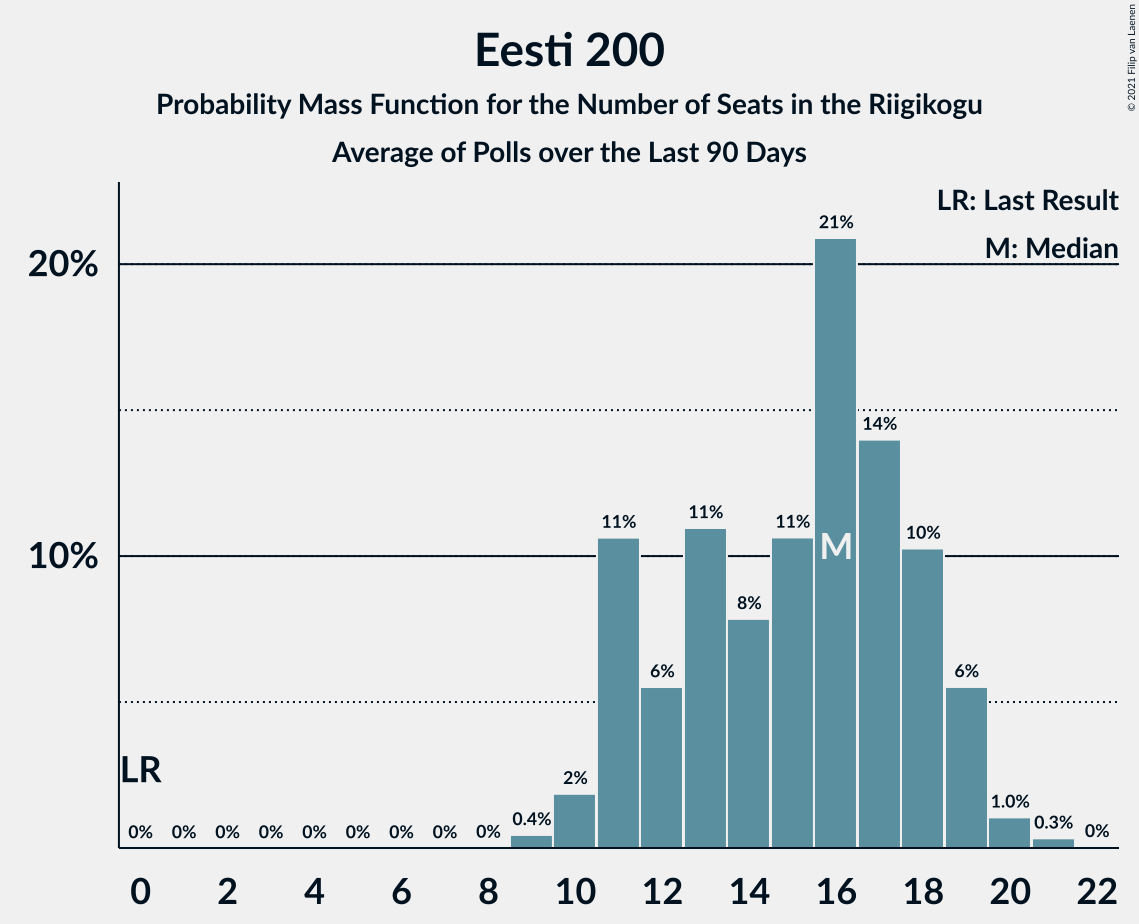 Eesti 200
Probability Mass Function for the Number of Seats in the Riigikogu
Average of Polls over the Last 90 Days
© 2021 Filip van Laenen
LR: Last Result
M: Median
20%
10%
21%
14%
11%
11%
11%
10%
M
8%
6%
6%
LR
2%
0%
0%
0%
0%
0%
0%
0%
0%
0%
0.4%
1.0%
0.3%
0%
0 2 4 6 8 10 12 14 16 18 20 22